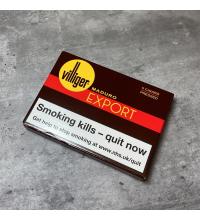 villiger
5 CIGARS
PRESSED
MADURO
EXPORT
Smoking kills – quit now
Get help to stop smoking at www.nhs.uk/quit